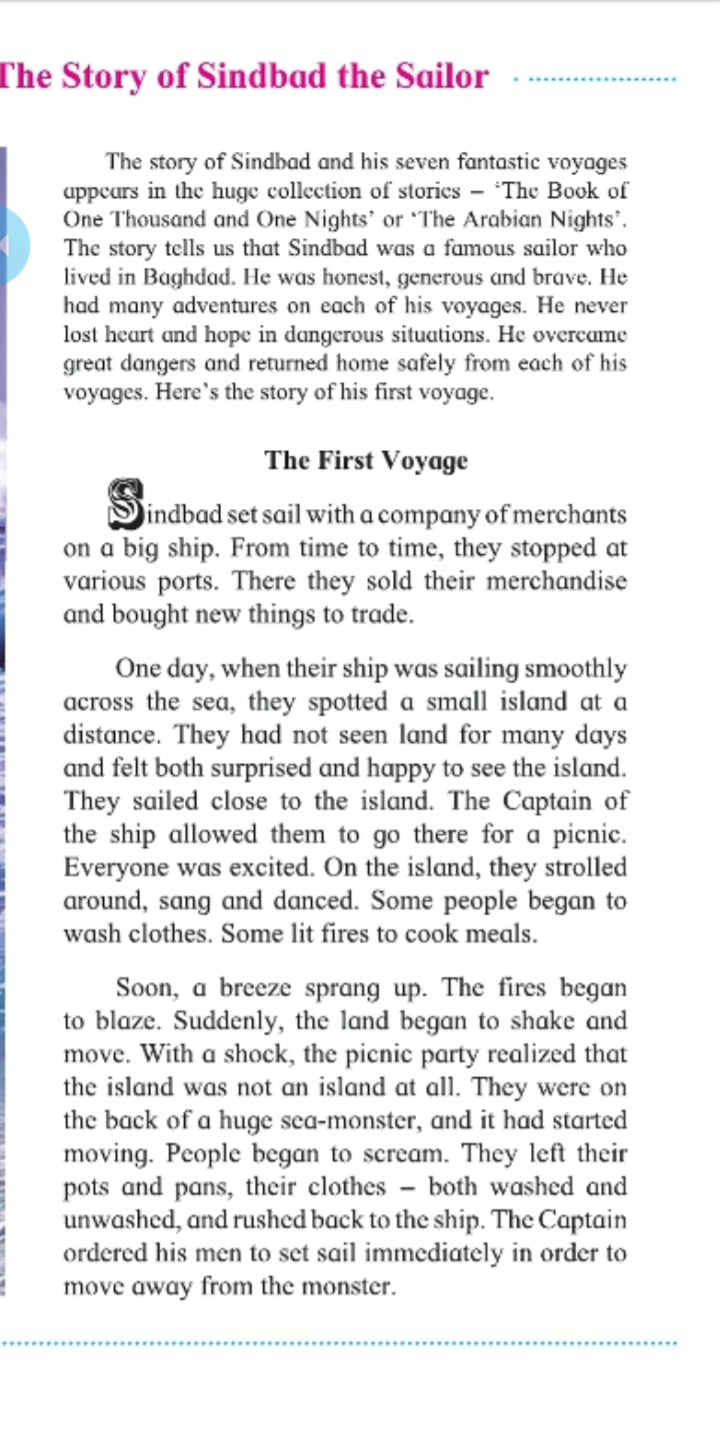 The Story of Sindbad the Sailor
The story of Sindbad and his seven fantastic voyages
appears in the huge collection of stories – ‘The Book of
One Thousand and One Nights’ or ‘The Arabian Nights’.
The story tells us that Sindbad was a famous sailor who
lived in Baghdad. He was honest, generous and brave. He
had many adventures on each of his voyages. He never
lost heart and hope in dangerous situations. He overcame
great dangers and returned home safely from each of his
voyages. Here’s the story of his first voyage.
The First Voyage
Sindbad set sail with a company of merchants
on a big ship. From time to time, they stopped at
various ports. There they sold their merchandise
and bought new things to trade.
One day, when their ship was sailing smoothly
across the sea, they spotted a small island at a
distance. They had not seen land for many days
and felt both surprised and happy to see the island.
They sailed close to the island. The Captain of
the ship allowed them to go there for a picnic.
Everyone was excited. On the island, they strolled
around, sang and danced. Some people began to
wash clothes. Some lit fires to cook meals.
Soon, a breeze sprang up. The fires began
to blaze. Suddenly, the land began to shake and
move. With a shock, the picnic party realized that
the island was not an island at all. They were on
the back of a huge sea-monster, and it had started
moving. People began to scream. They left their
pots and pans, their clothes – both washed and
unwashed, and rushed back to the ship. The Captain
ordered his men to set sail immediately in order to
move away from the monster.